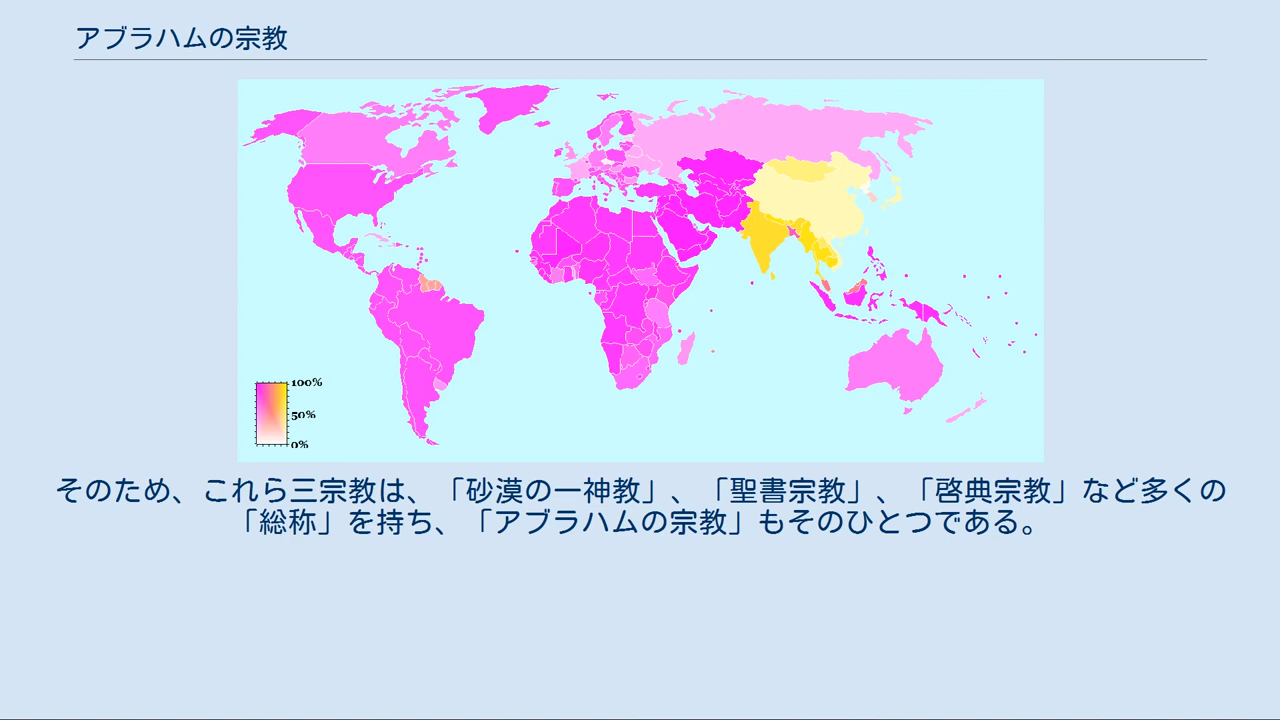 アブラハムの宗教
100%
50%
0%
そのため、これら三宗教は、「砂漠の一神教」、「聖書宗教」、「啓典宗教」など多くの
「総称」を持ち、「アブラハムの宗教」もそのひとつである。